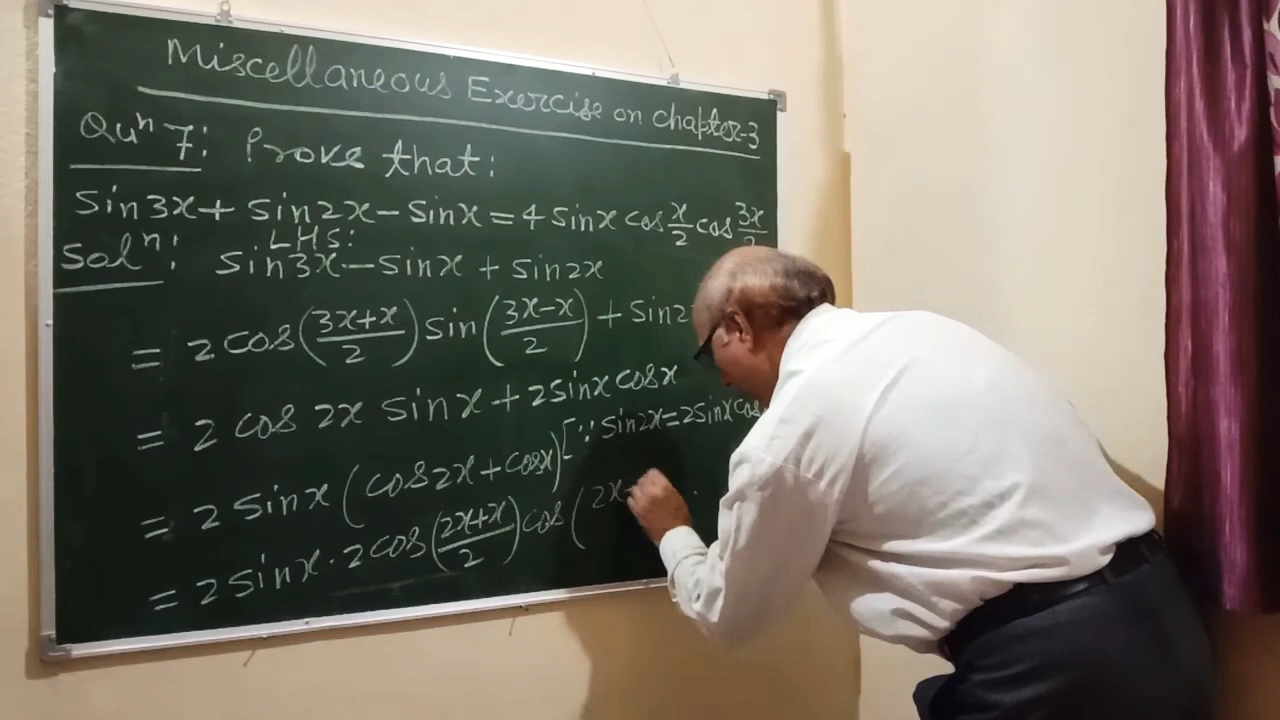 Miscellaneous Exercise on chapter-3
Quⁿ 7: Prove that:
sin3x + sin2x - sinx = 4 sinx cos x/2 cos 3x/2
Solⁿ: LHS:
sin3x - sinx + sin2x
= 2 cos(3x+x/2) sin(3x-x/2) + sin2
= 2 cos 2x sinx + 2sinx cosx
= 2 sinx (cos2x + cosx) [∵ sin2x = 2sinx cos
= 2 sinx · 2 cos(2x+x/2) cos(2x